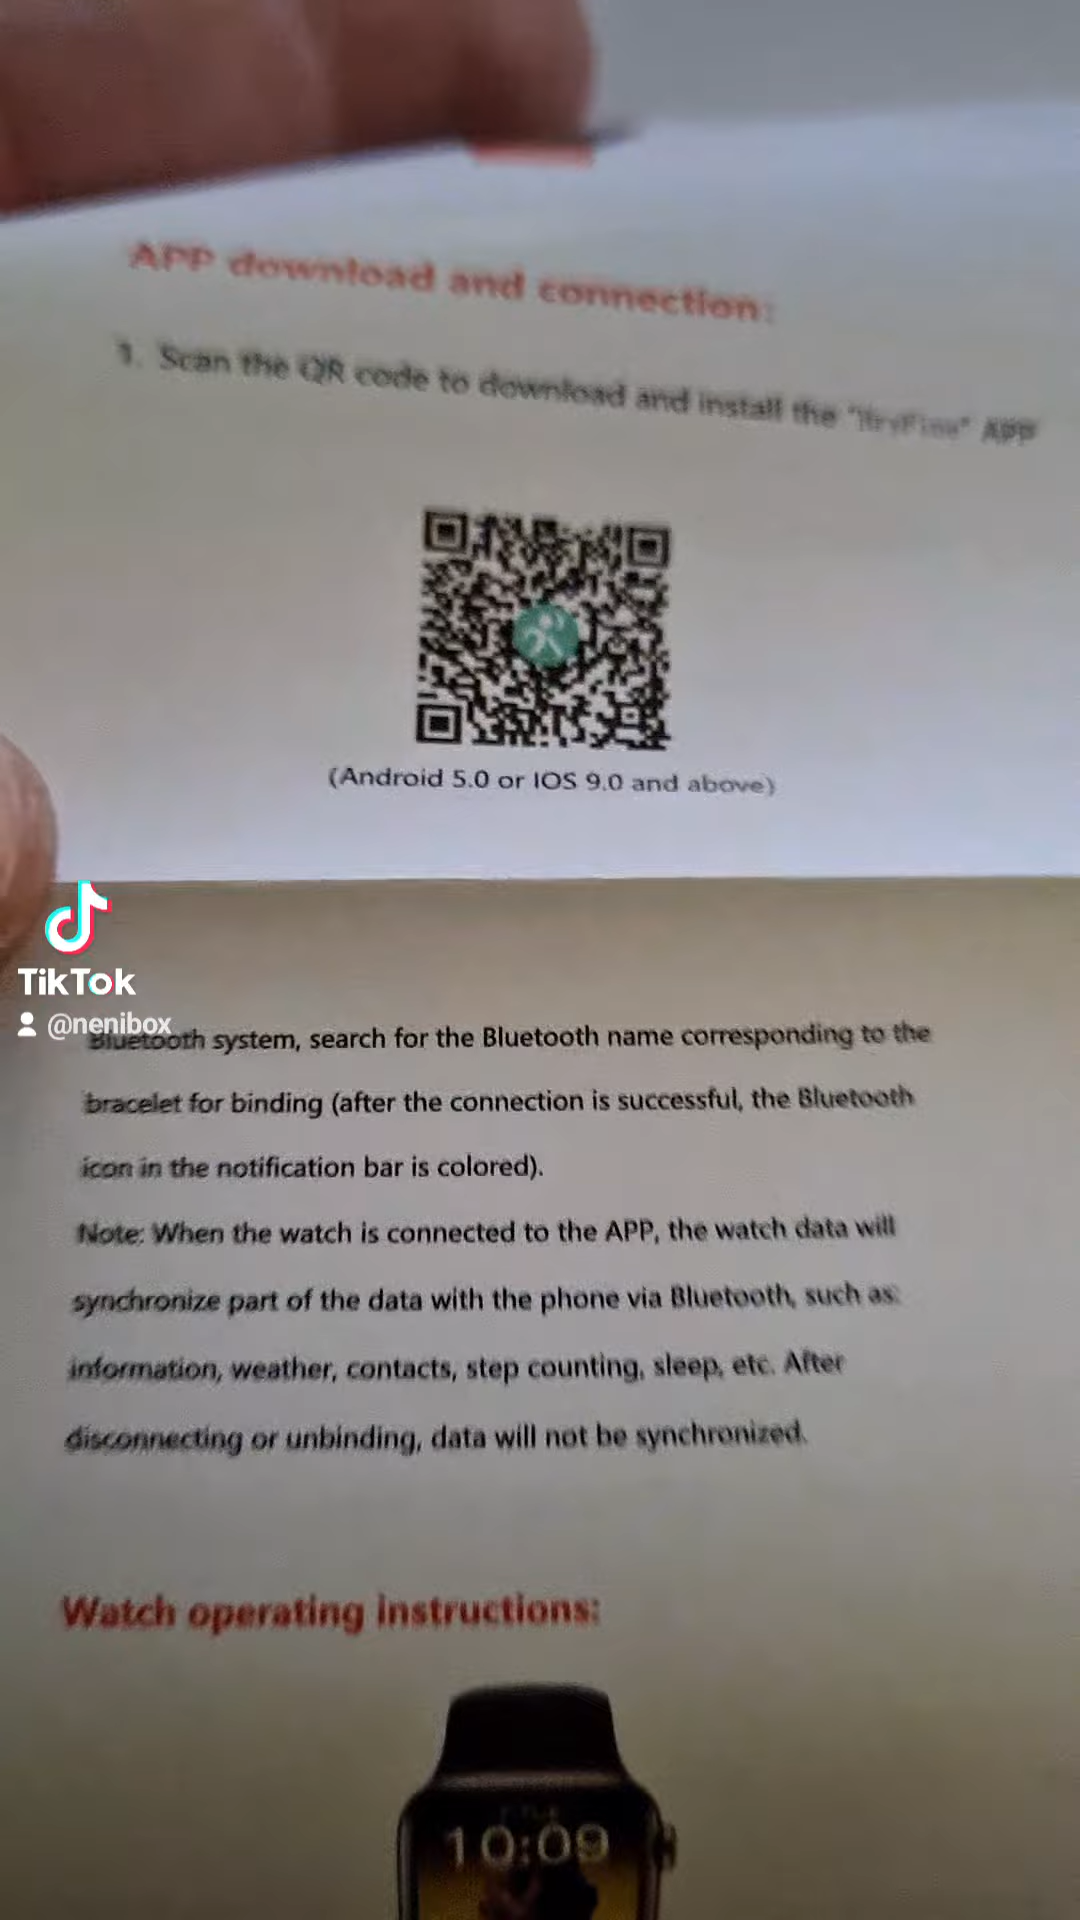 APP download and connection:
1. Scan the QR code to download and install the "HryFine" APP
(Android 5.0 or IOS 9.0 and above)
TikTok
@nenibox
Bluetooth system, search for the Bluetooth name corresponding to the
bracelet for binding (after the connection is successful, the Bluetooth
icon in the notification bar is colored).
Note: When the watch is connected to the APP, the watch data will
synchronize part of the data with the phone via Bluetooth, such as:
information, weather, contacts, step counting, sleep, etc. After
disconnecting or unbinding, data will not be synchronized.
Watch operating instructions:
10:09